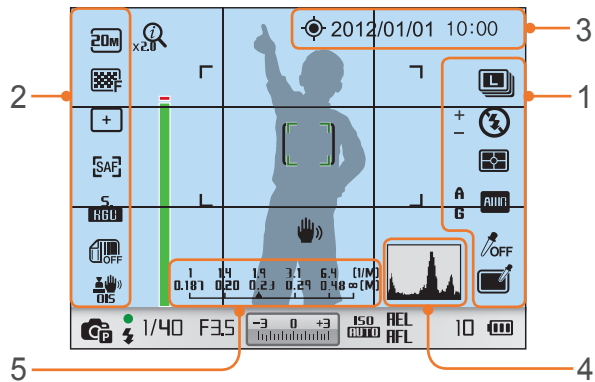 3
2012/01/01 10:00
20M
x2.0
2
1
F
L
+
-
+
SAF
S.
RGB
A
G
AWB
OFF
OFF
OIS
1 1.4 1.9 3.1 6.4 (1/M)
0.187 0.20 0.23 0.29 0.48 ∞ (M)
P
1/40 F3.5
-3 0 +3
ISO
AUTO
AEL
AFL
10
5
4